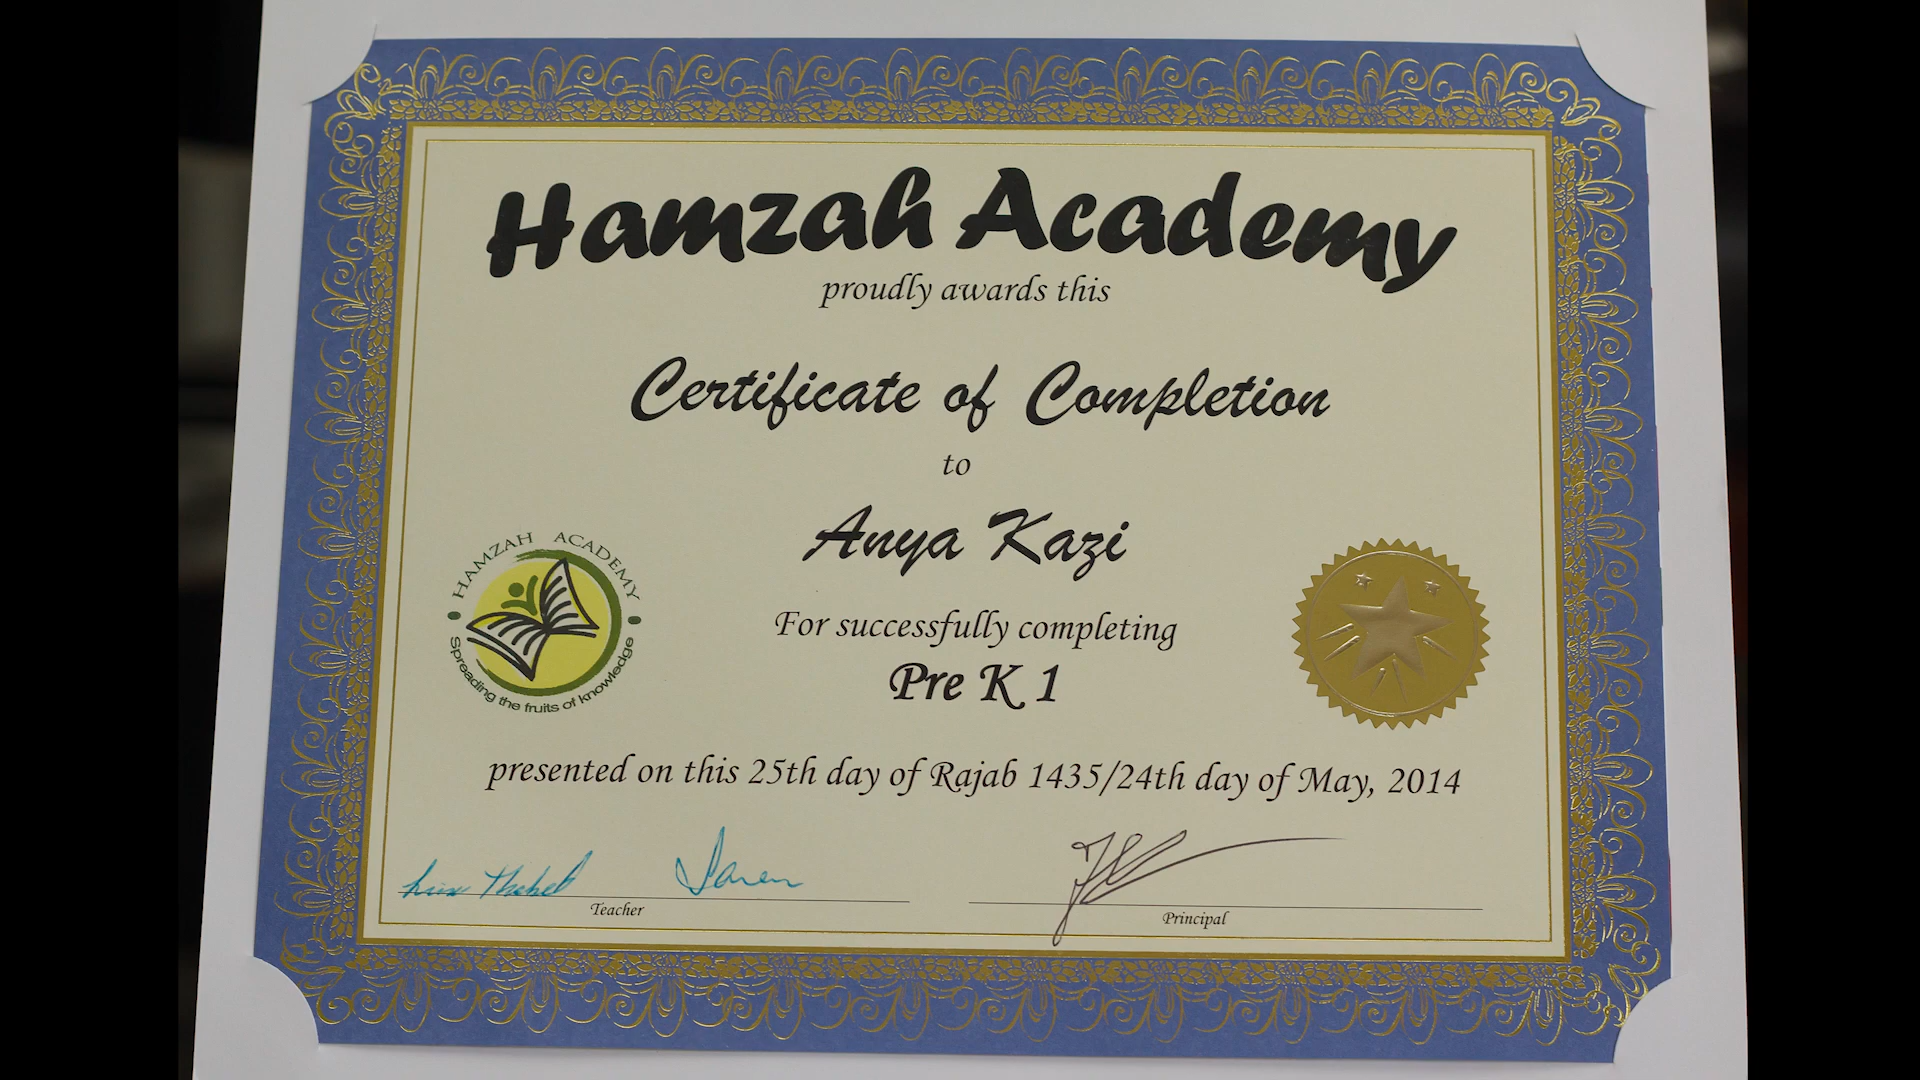 Hamzah Academy
proudly awards this
Certificate of Completion
to
Anya Kazi
HAMZAH ACADEMY
Spreading the fruits of knowledge
For successfully completing
Pre K 1
presented on this 25th day of Rajab 1435/24th day of May, 2014
Teacher
Principal